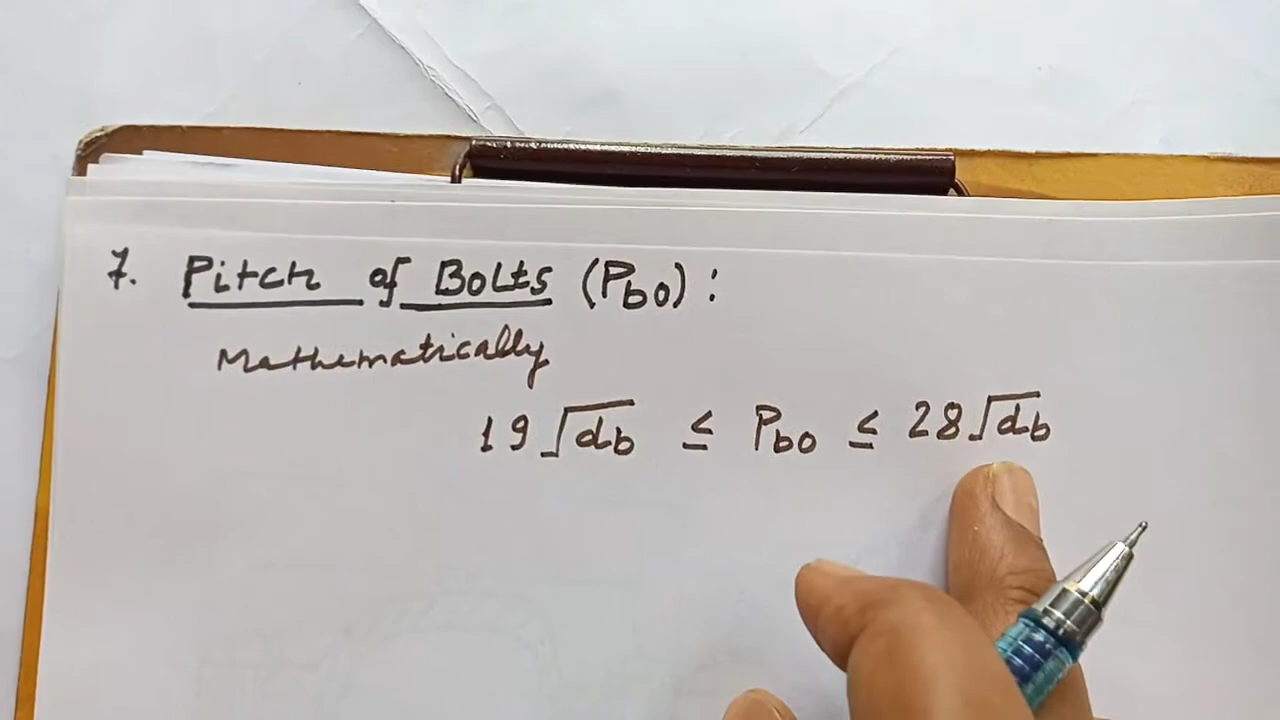 7. Pitch of Bolts (Pbo) :
Mathematically
19√db ≤ Pbo ≤ 28√db